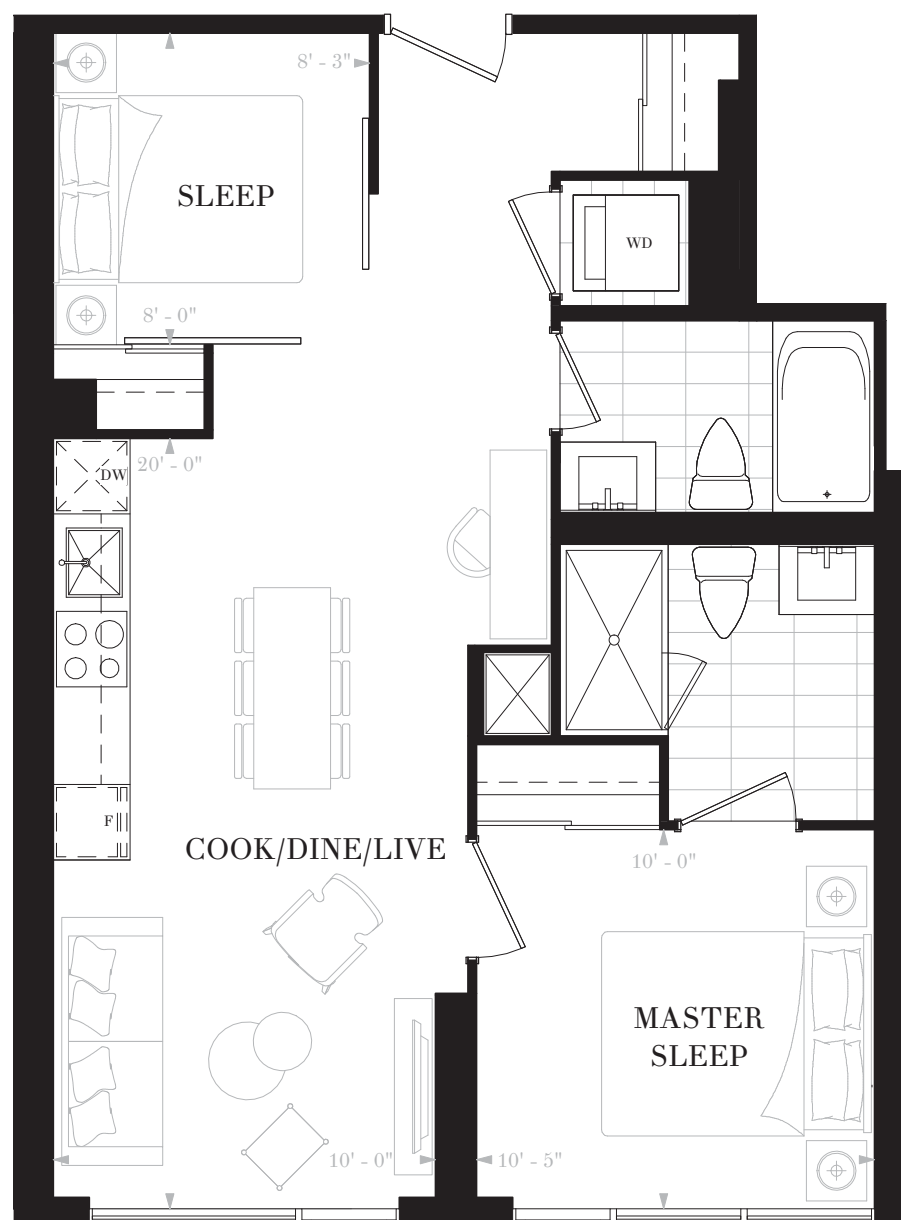 8' - 3"
SLEEP
WD
8' - 0"
20' - 0"
DW
F
COOK/DINE/LIVE
10' - 0"
MASTER
SLEEP
10' - 0"
10' - 5"